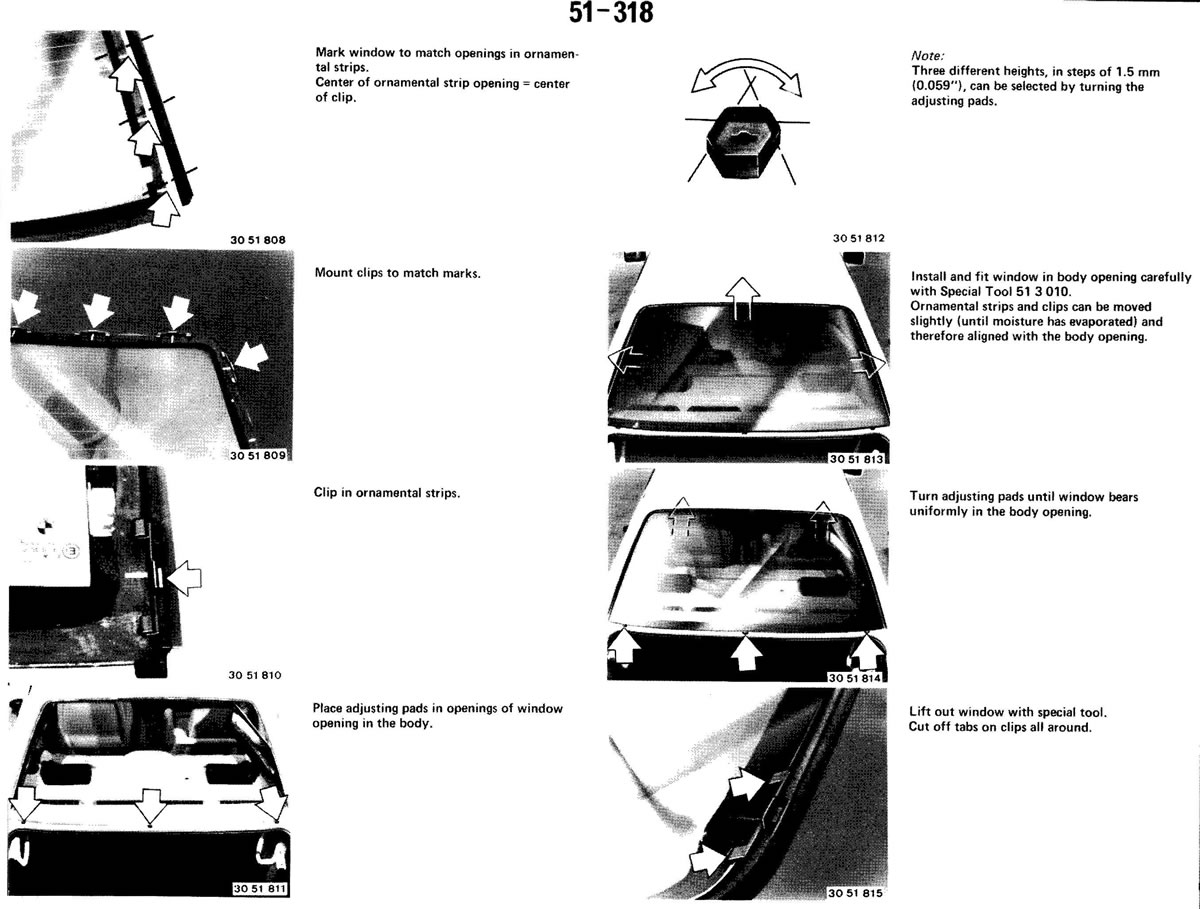 51-318
Mark window to match openings in ornamen-
tal strips.
Center of ornamental strip opening = center
of clip.
30 51 808
Mount clips to match marks.
30 51 809
Clip in ornamental strips.
30 51 810
Place adjusting pads in openings of window
opening in the body.
30 51 811
Note:
Three different heights, in steps of 1.5 mm
(0.059"), can be selected by turning the
adjusting pads.
30 51 812
Install and fit window in body opening carefully
with Special Tool 51 3 010.
Ornamental strips and clips can be moved
slightly (until moisture has evaporated) and
therefore aligned with the body opening.
30 51 813
Turn adjusting pads until window bears
uniformly in the body opening.
30 51 814
Lift out window with special tool.
Cut off tabs on clips all around.
30 51 815